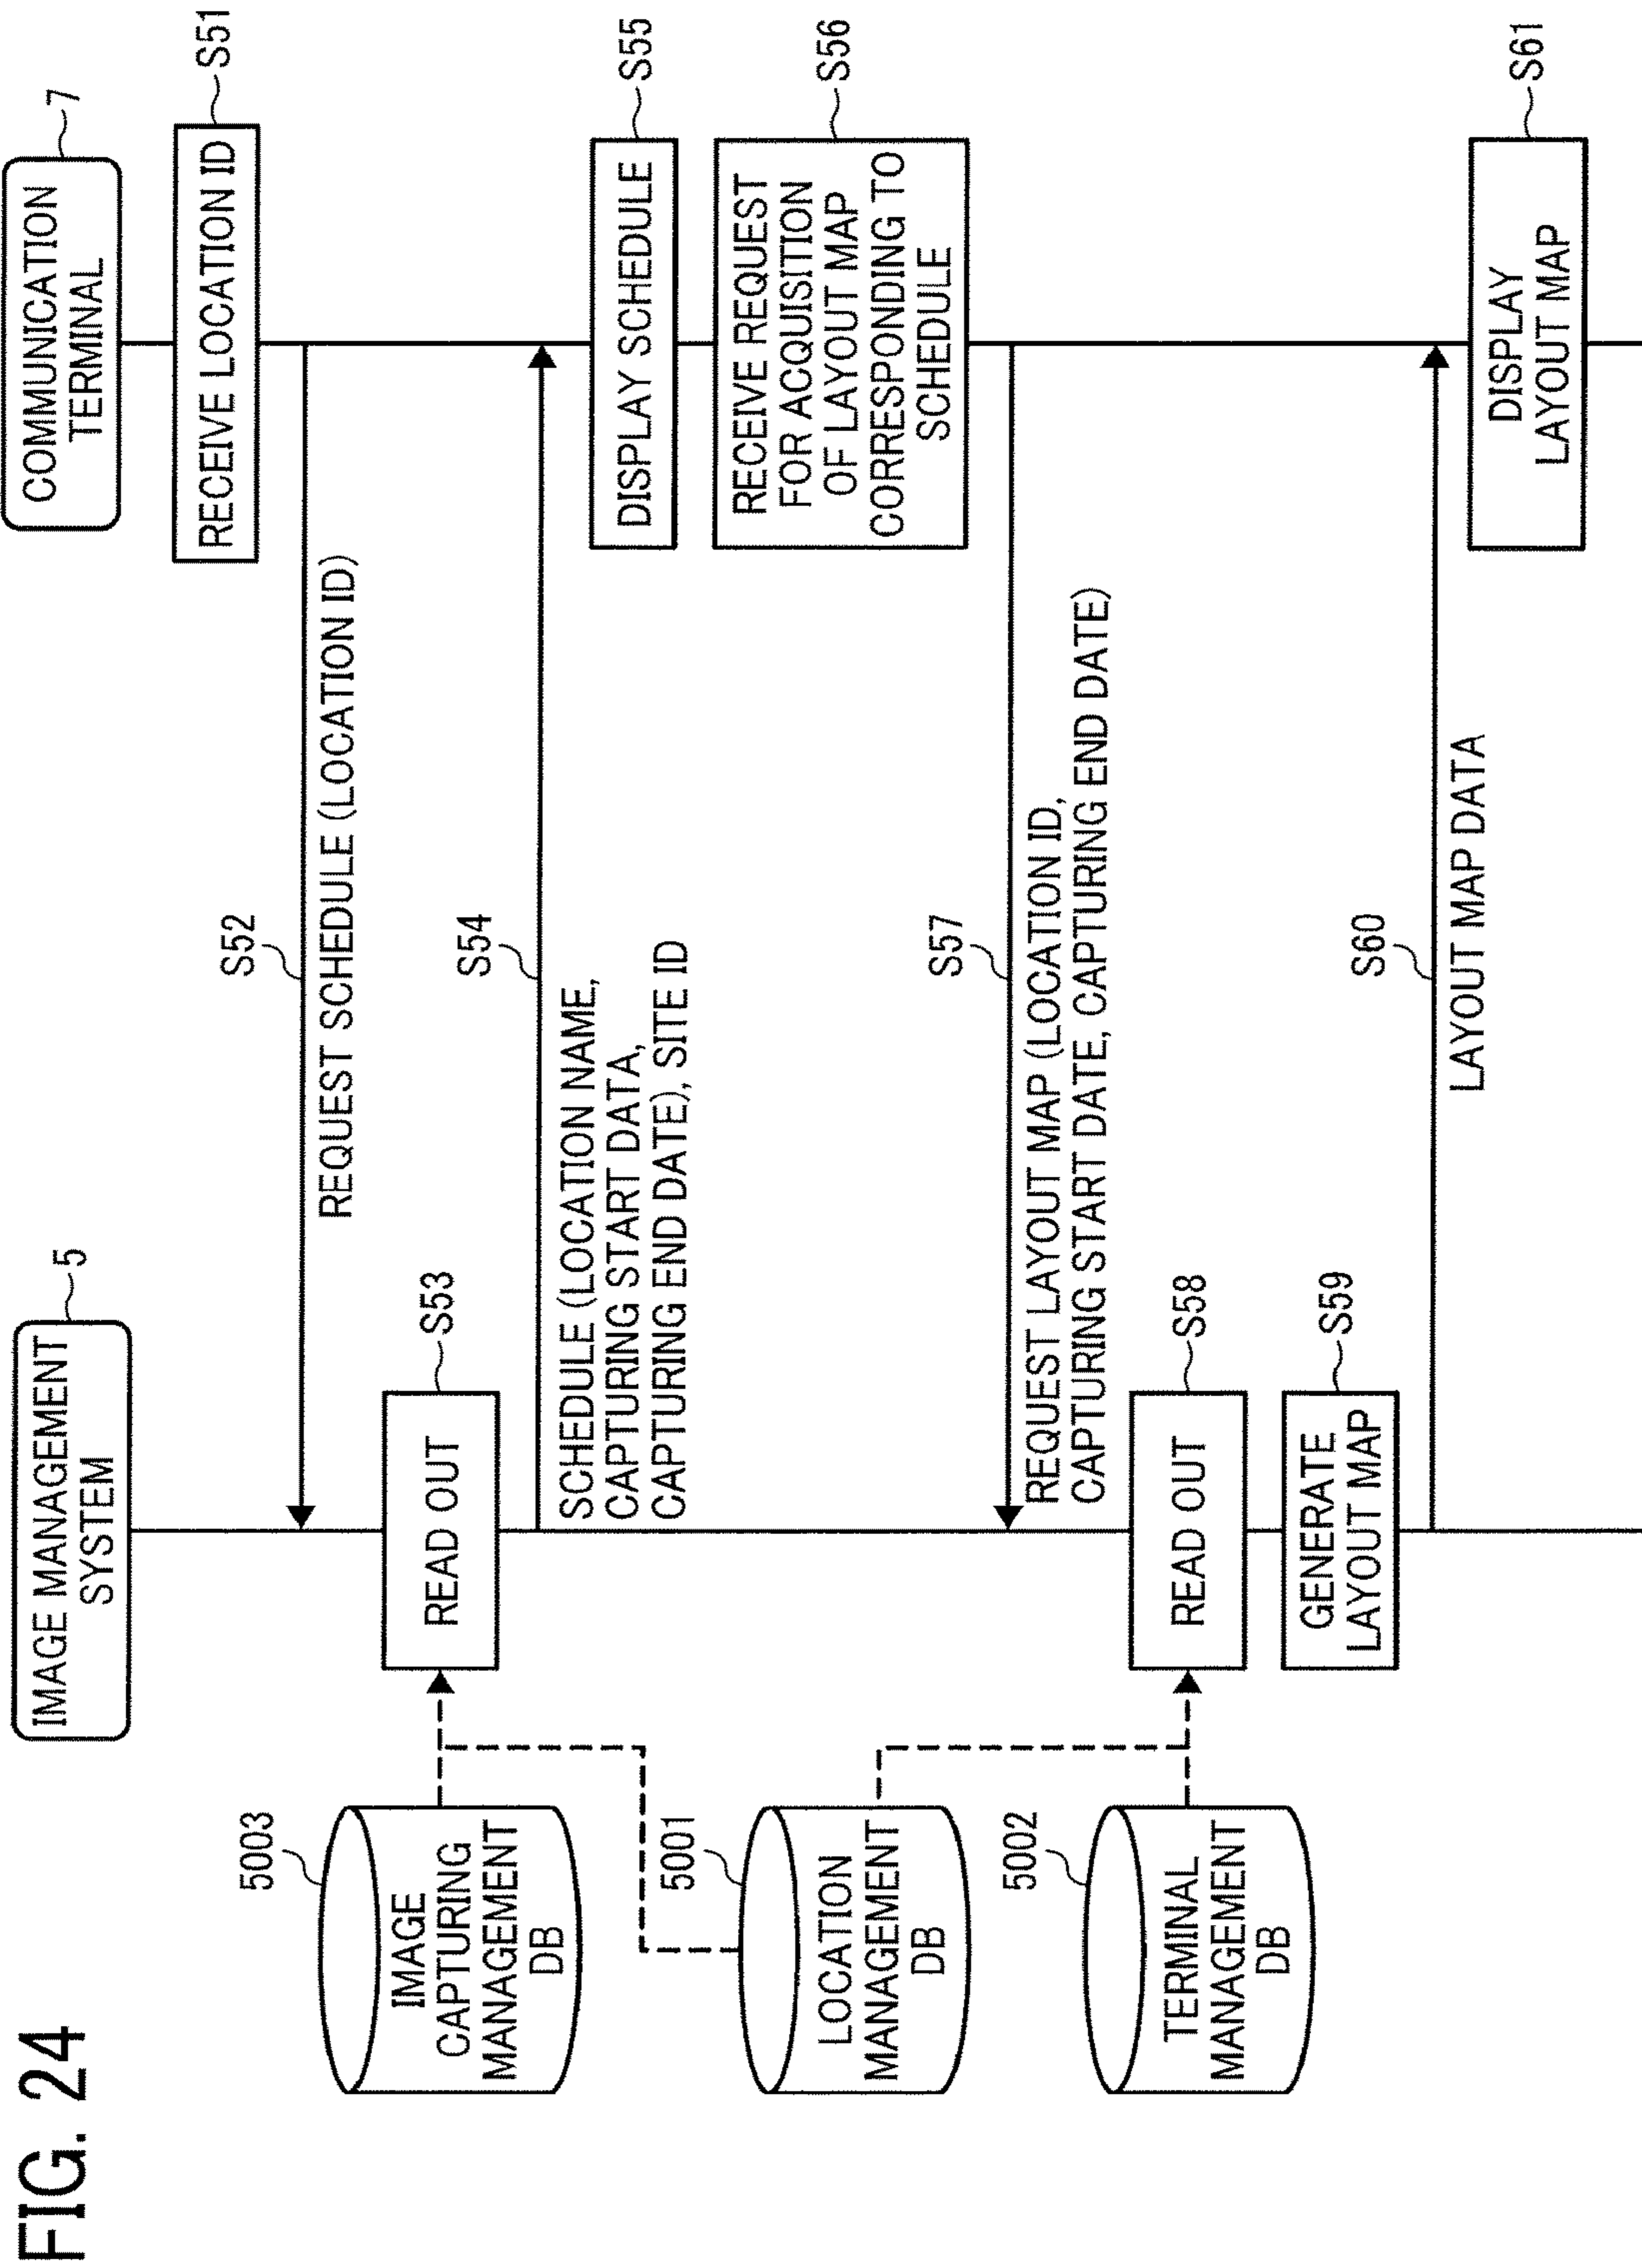 FIG. 24
IMAGE MANAGEMENT
SYSTEM
5
COMMUNICATION
TERMINAL
7
RECEIVE LOCATION ID
S51
S52
REQUEST SCHEDULE (LOCATION ID)
5003
IMAGE
CAPTURING
MANAGEMENT
DB
READ OUT
S53
S54
SCHEDULE (LOCATION NAME,
CAPTURING START DATA,
CAPTURING END DATE), SITE ID
DISPLAY SCHEDULE
S55
5001
LOCATION
MANAGEMENT
DB
RECEIVE REQUEST
FOR ACQUISITION
OF LAYOUT MAP
CORRESPONDING TO
SCHEDULE
S56
S57
REQUEST LAYOUT MAP (LOCATION ID,
CAPTURING START DATE, CAPTURING END DATE)
5002
TERMINAL
MANAGEMENT
DB
READ OUT
S58
GENERATE
LAYOUT MAP
S59
S60
LAYOUT MAP DATA
DISPLAY
LAYOUT MAP
S61